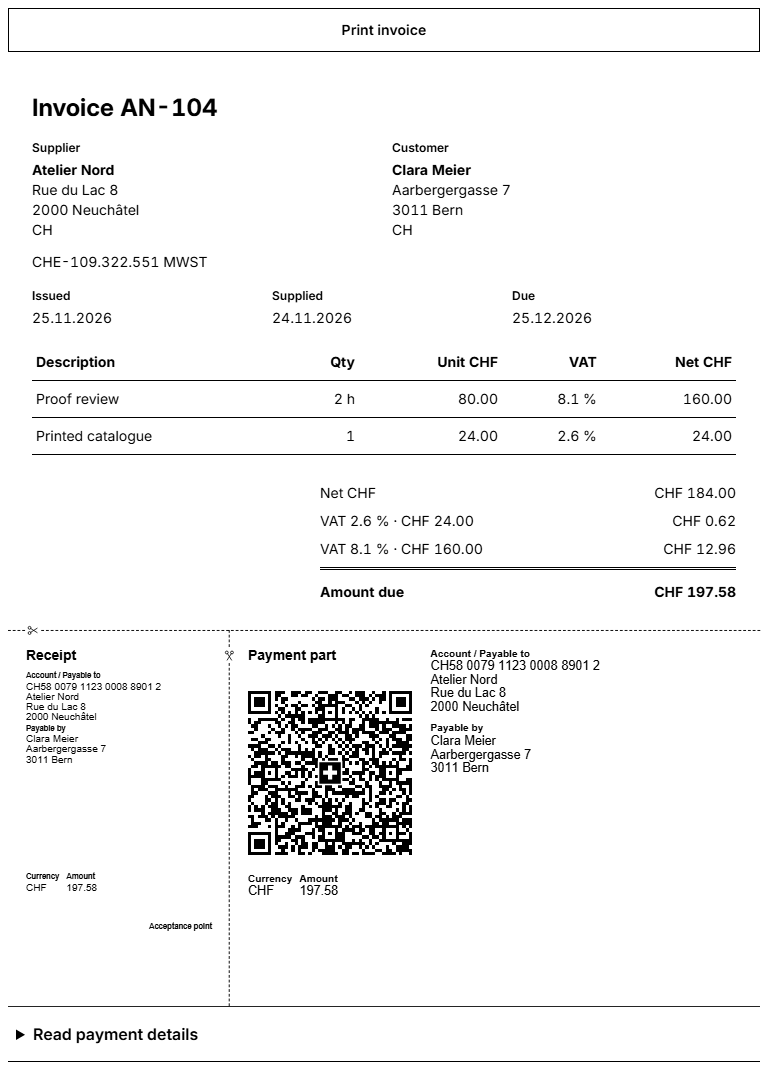 Print invoice
Invoice AN-104
Supplier
Atelier Nord
Rue du Lac 8
2000 Neuchâtel
CH
CHE-109.322.551 MWST
Customer
Clara Meier
Aarbergergasse 7
3011 Bern
CH
Issued Supplied Due
25.11.2026 24.11.2026 25.12.2026
Description Qty Unit CHF VAT Net CHF
Proof review 2 h 80.00 8.1 % 160.00
Printed catalogue 1 24.00 2.6 % 24.00
Net CHF CHF 184.00
VAT 2.6 % · CHF 24.00 CHF 0.62
VAT 8.1 % · CHF 160.00 CHF 12.96
Amount due CHF 197.58
Receipt
Account / Payable to
CH58 0079 1123 0008 8901 2
Atelier Nord
Rue du Lac 8
2000 Neuchâtel
Payable by
Clara Meier
Aarbergergasse 7
3011 Bern
Currency Amount
CHF 197.58
Acceptance point
Payment part
Currency Amount
CHF 197.58
Account / Payable to
CH58 0079 1123 0008 8901 2
Atelier Nord
Rue du Lac 8
2000 Neuchâtel
Payable by
Clara Meier
Aarbergergasse 7
3011 Bern
Read payment details